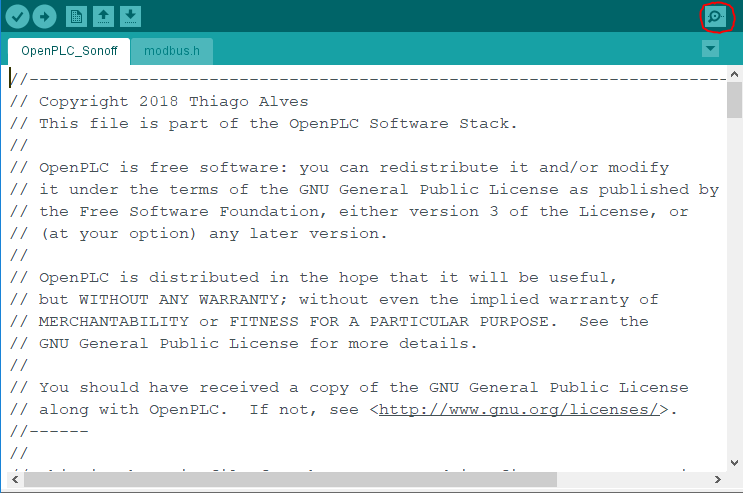 OpenPLC_Sonoff modbus.h
//----------------------------------------------------------------------
// Copyright 2018 Thiago Alves
// This file is part of the OpenPLC Software Stack.
//
// OpenPLC is free software: you can redistribute it and/or modify
// it under the terms of the GNU General Public License as published by
// the Free Software Foundation, either version 3 of the License, or
// (at your option) any later version.
//
// OpenPLC is distributed in the hope that it will be useful,
// but WITHOUT ANY WARRANTY; without even the implied warranty of
// MERCHANTABILITY or FITNESS FOR A PARTICULAR PURPOSE.  See the
// GNU General Public License for more details.
//
// You should have received a copy of the GNU General Public License
// along with OpenPLC.  If not, see <http://www.gnu.org/licenses/>.
//------
//